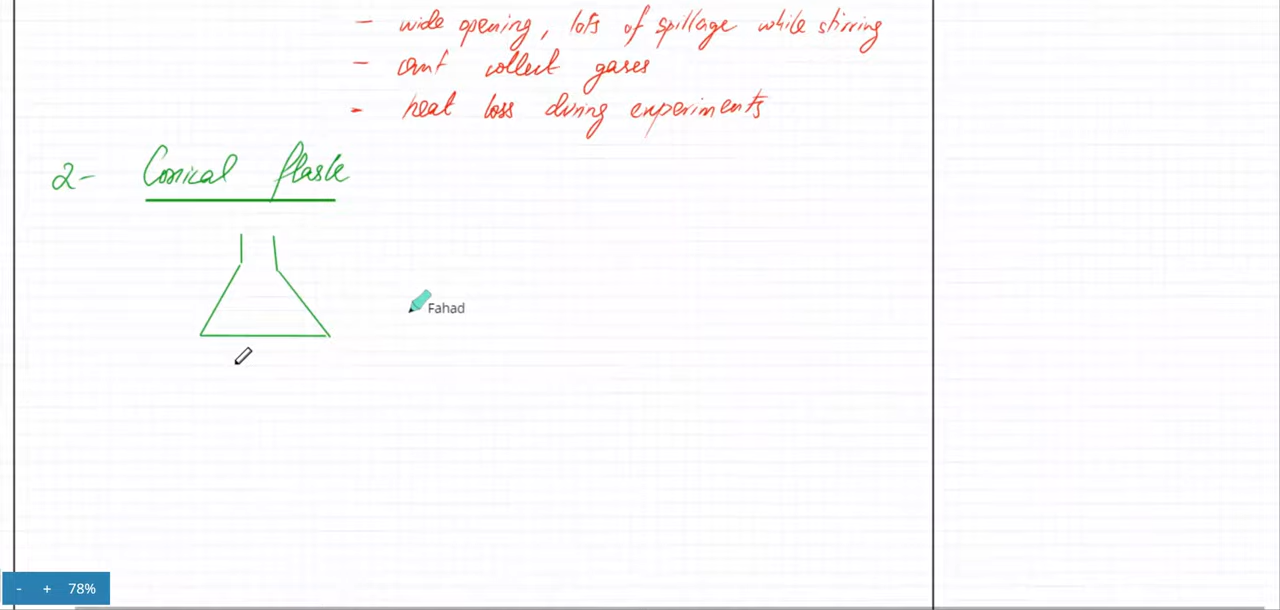 - wide opening, lots of spillage while stirring
- cant collect gases
- heat loss during experiments
2- Conical flask
Fahad
- + 78%